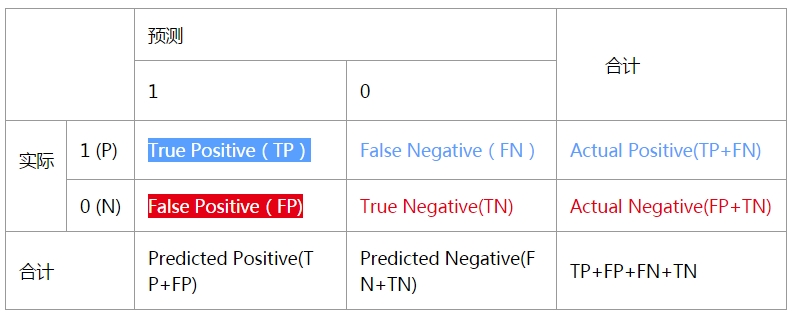 预测
合计
1
0
实际
1 (P)
True Positive（TP）
False Negative（FN）
Actual Positive(TP+FN)
0 (N)
False Positive（FP)
True Negative(TN)
Actual Negative(FP+TN)
合计
Predicted Positive(T
P+FP)
Predicted Negative(F
N+TN)
TP+FP+FN+TN